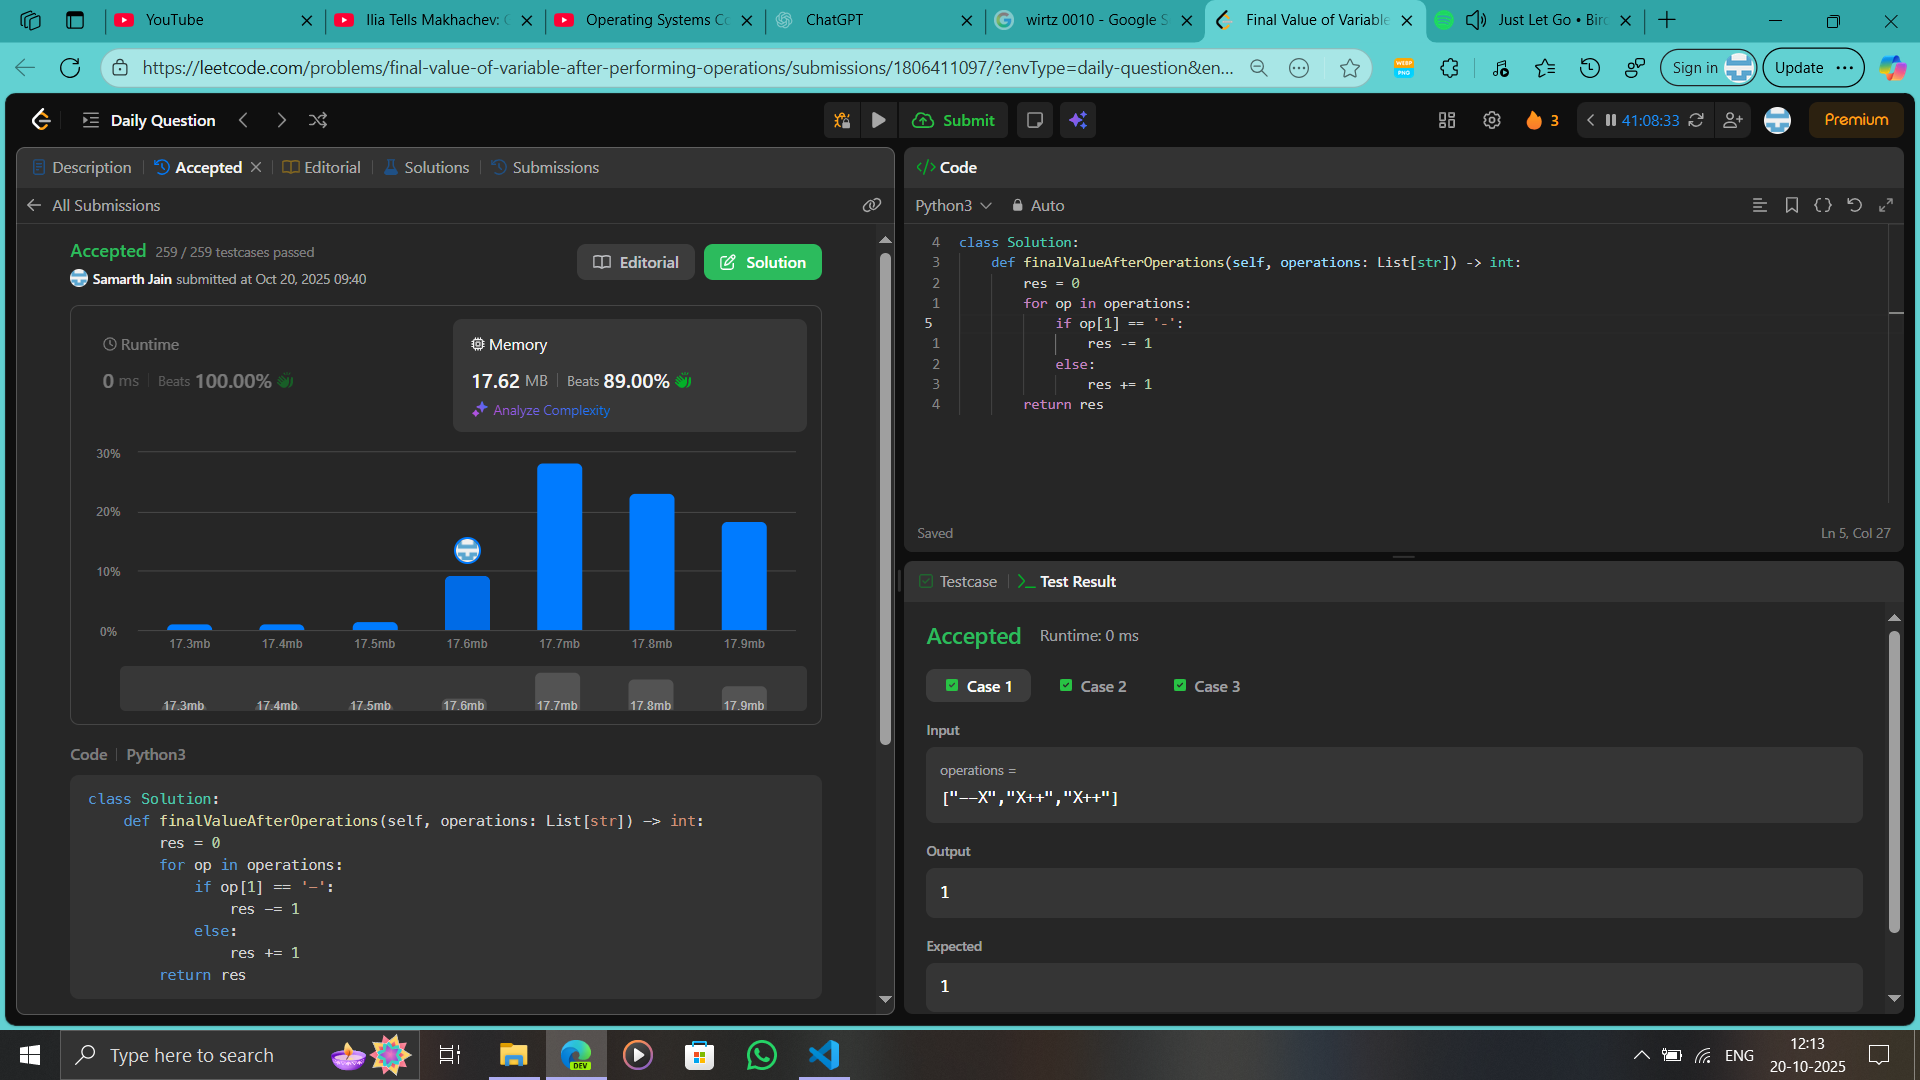 YouTube
Ilia Tells Makhachev:
Operating Systems Co
ChatGPT
wirtz 0010 - Google S
Final Value of Variable
Just Let Go • Bird
https://leetcode.com/problems/final-value-of-variable-after-performing-operations/submissions/1806411097/?envType=daily-question&en...
WEBP
PNG
Sign in
Update
Daily Question
Submit
3
41:08:33
Premium
Description
Accepted
Editorial
Solutions
Submissions
All Submissions
Accepted 259 / 259 testcases passed
Samarth Jain submitted at Oct 20, 2025 09:40
Editorial
Solution
Runtime
0 ms
Beats 100.00%
Memory
17.62 MB
Beats 89.00%
Analyze Complexity
30%
20%
10%
0%
17.3mb 17.4mb 17.5mb 17.6mb 17.7mb 17.8mb 17.9mb
17.3mb 17.4mb 17.5mb 17.6mb 17.7mb 17.8mb 17.9mb
Code
Python3
class Solution:
def finalValueAfterOperations(self, operations: List[str]) -> int:
res = 0
for op in operations:
if op[1] == '-':
res -= 1
else:
res += 1
return res
</> Code
Python3
Auto
4 class Solution:
3 def finalValueAfterOperations(self, operations: List[str]) -> int:
2 res = 0
1 for op in operations:
5 if op[1] == '-':
1 res -= 1
2 else:
3 res += 1
4 return res
Saved
Ln 5, Col 27
Testcase
>_ Test Result
Accepted
Runtime: 0 ms
Case 1
Case 2
Case 3
Input
operations =
["--X","X++","X++"]
Output
1
Expected
1
Type here to search
DEV
ENG
12:13
20-10-2025